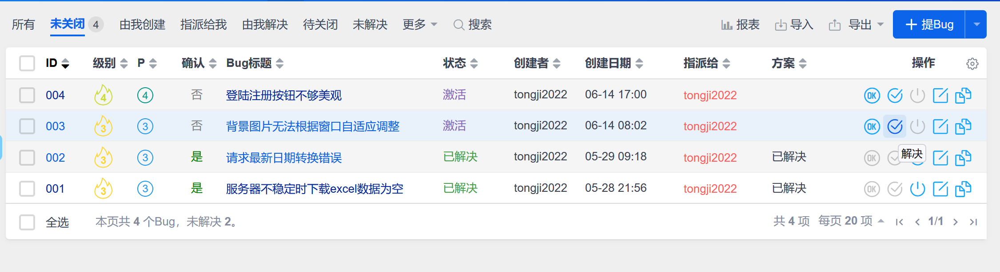 所有 未关闭 4 由我创建 指派给我 由我解决 待关闭 未解决 更多 搜索 报表 导入 导出 提Bug
ID 级别 P 确认 Bug标题 状态 创建者 创建日期 指派给 方案 操作
004 4 4 否 登陆注册按钮不够美观 激活 tongji2022 06-14 17:00 tongji2022 OK
003 3 3 否 背景图片无法根据窗口自适应调整 激活 tongji2022 06-14 08:02 tongji2022 OK
002 3 3 是 请求最新日期转换错误 已解决 tongji2022 05-29 09:18 tongji2022 已解决 OK 解决
001 3 3 是 服务器不稳定时下载excel数据为空 已解决 tongji2022 05-28 21:56 tongji2022 已解决 OK
全选 本页共 4 个Bug，未解决 2。 共 4 项 每页 20 项 1/1